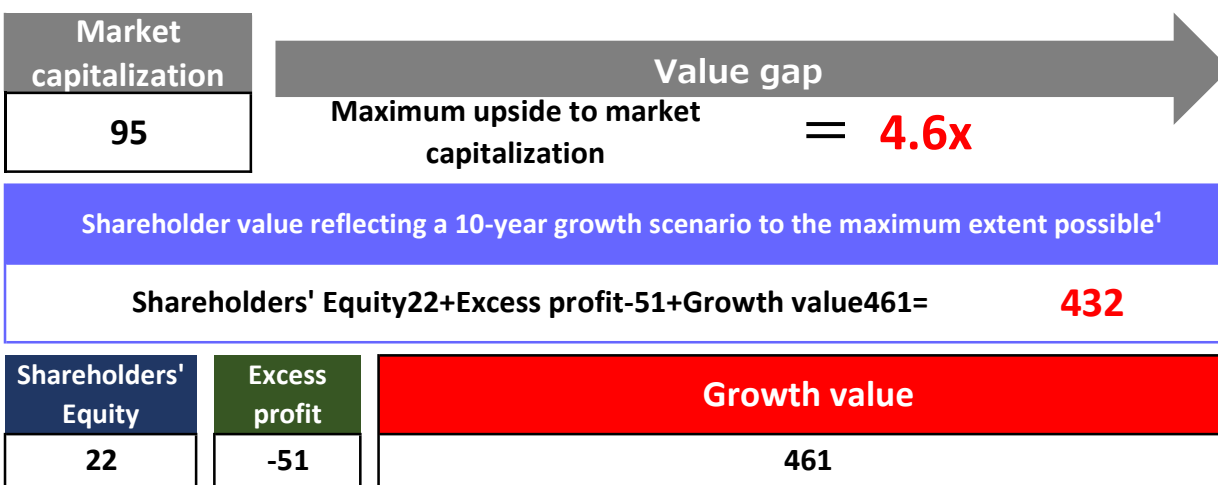 Market
capitalization
Value gap
95
Maximum upside to market
capitalization
= 4.6x
Shareholder value reflecting a 10-year growth scenario to the maximum extent possible¹
Shareholders' Equity22+Excess profit-51+Growth value461= 432
Shareholders'
Equity
Excess
profit
Growth value
22
-51
461